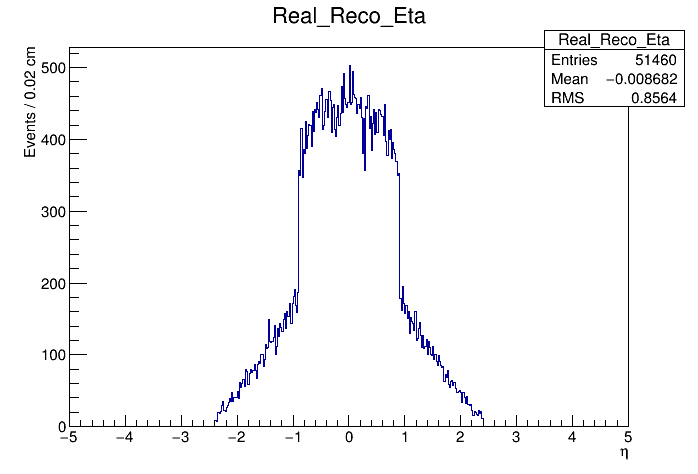 Real_Reco_Eta
Real_Reco_Eta
Entries 51460
Mean −0.008682
RMS 0.8564
Events / 0.02 cm
500
400
300
200
100
0
−5 −4 −3 −2 −1 0 1 2 3 4 5
η